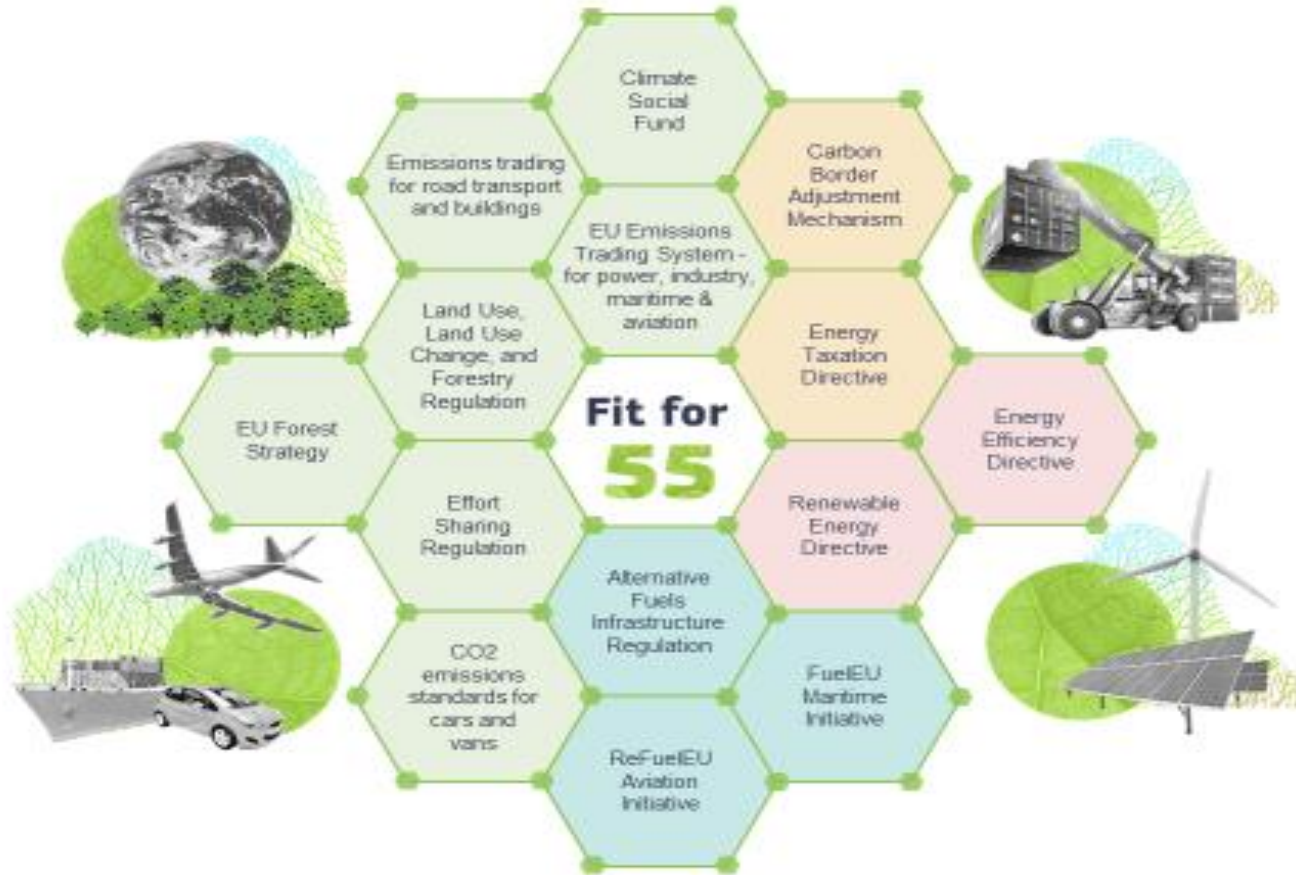 Climate
Social
Fund
Emissions trading
for road transport
and buildings
Carbon
Border
Adjustment
Mechanism
EU Emissions
Trading System -
for power, industry,
maritime &
aviation
Land Use,
Land Use
Change, and
Forestry
Regulation
Energy
Taxation
Directive
EU Forest
Strategy
Fit for
55
Energy
Efficiency
Directive
Effort
Sharing
Regulation
Renewable
Energy
Directive
Alternative
Fuels
Infrastructure
Regulation
CO2
emissions
standards for
cars and
vans
FuelEU
Maritime
Initiative
ReFuelEU
Aviation
Initiative